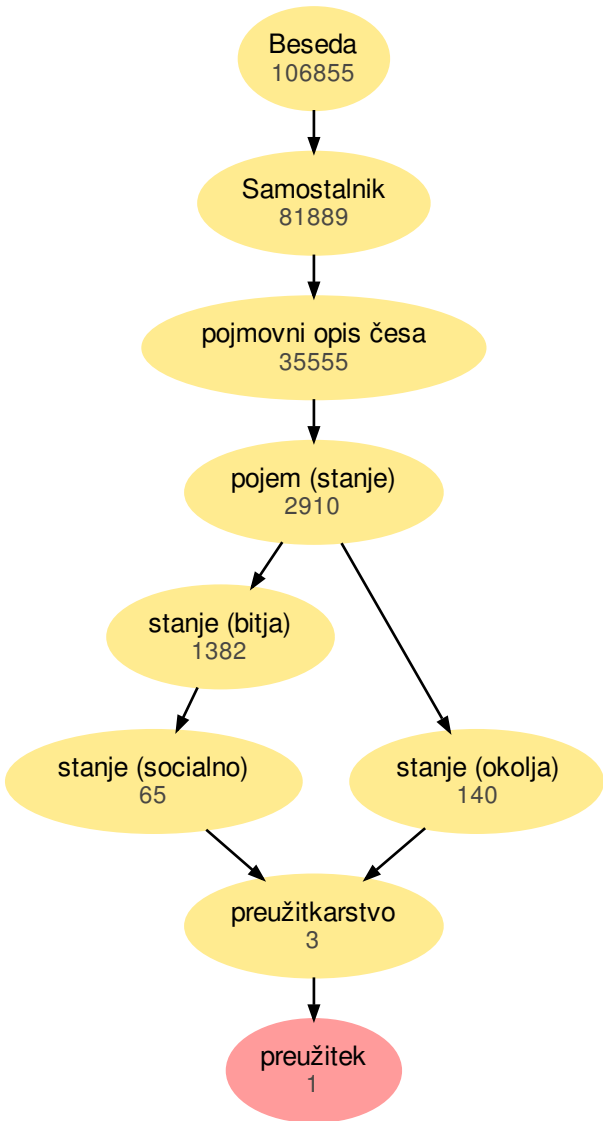 Beseda
106855
Samostalnik
81889
pojmovni opis česa
35555
pojem (stanje)
2910
stanje (bitja)
1382
stanje (socialno)
65
stanje (okolja)
140
preužitkarstvo
3
preužitek
1